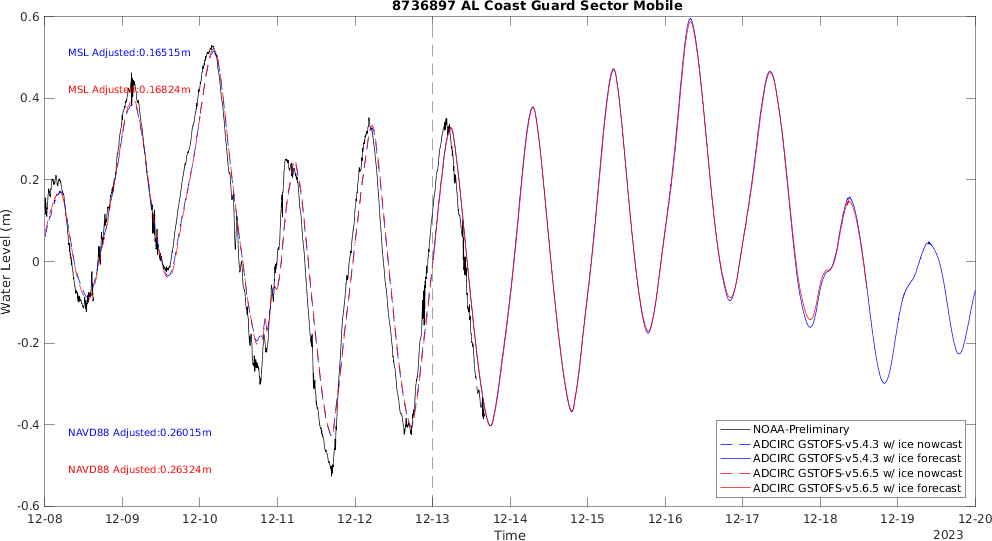 8736897 AL Coast Guard Sector Mobile
0.6
0.4
0.2
0
-0.2
-0.4
-0.6
Water Level (m)
MSL Adjusted:0.16515m
MSL Adjusted:0.16824m
NAVD88 Adjusted:0.26015m
NAVD88 Adjusted:0.26324m
NOAA-Preliminary
ADCIRC GSTOFS-v5.4.3 w/ ice nowcast
ADCIRC GSTOFS-v5.4.3 w/ ice forecast
ADCIRC GSTOFS-v5.6.5 w/ ice nowcast
ADCIRC GSTOFS-v5.6.5 w/ ice forecast
12-08 12-09 12-10 12-11 12-12 12-13 12-14 12-15 12-16 12-17 12-18 12-19 12-20
Time
2023